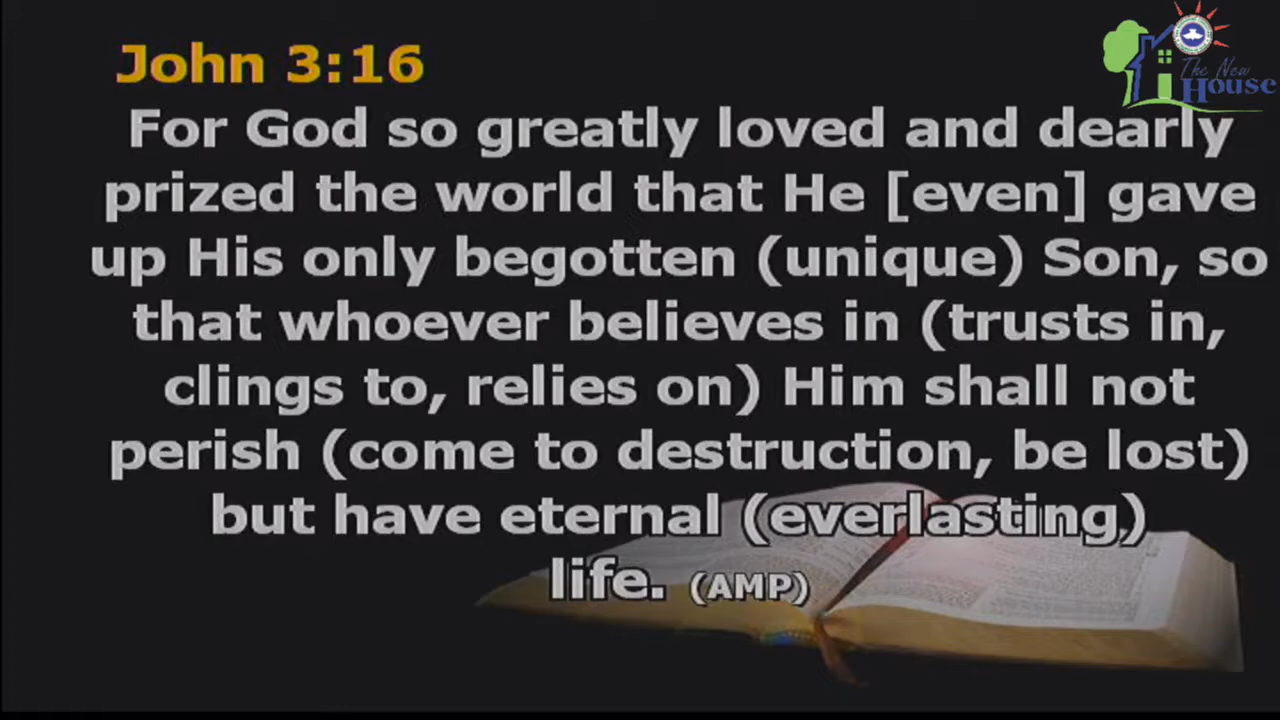 John 3:16
For God so greatly loved and dearly
prized the world that He [even] gave
up His only begotten (unique) Son, so
that whoever believes in (trusts in,
clings to, relies on) Him shall not
perish (come to destruction, be lost)
but have eternal (everlasting)
life. (AMP)
The New
House